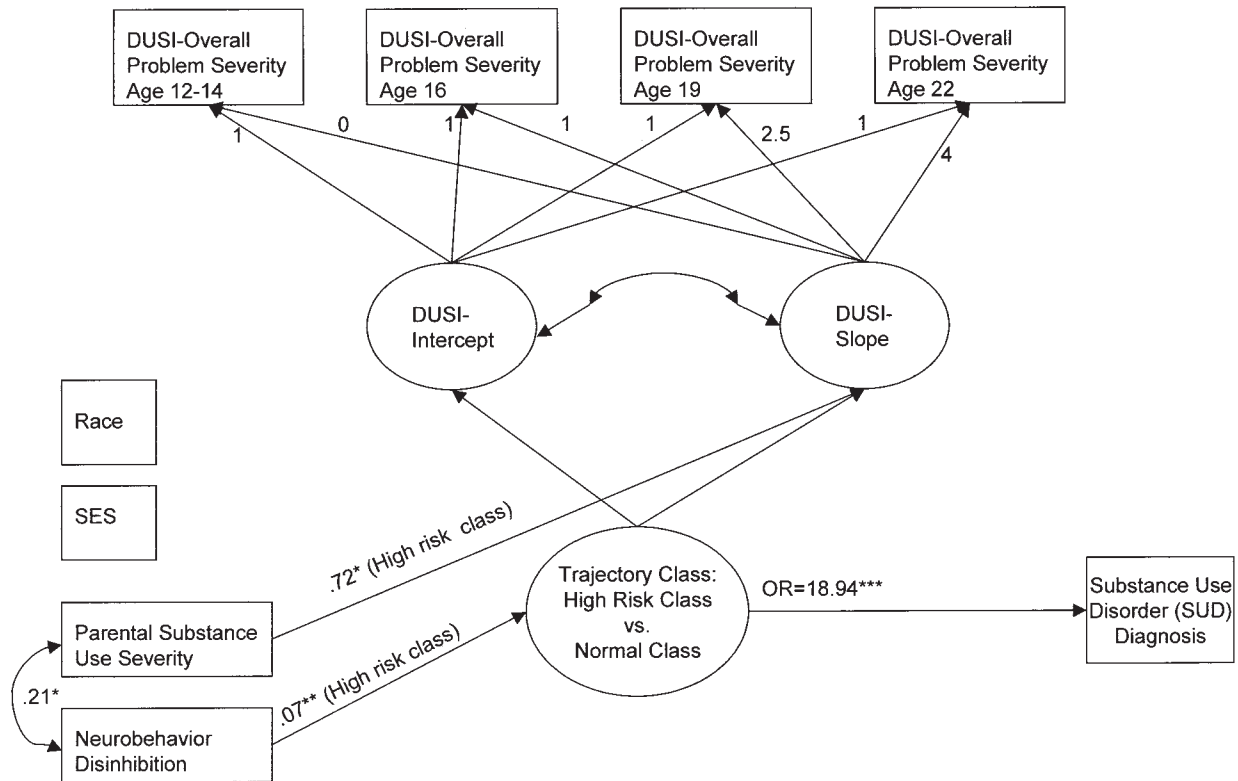 DUSI-Overall
Problem Severity
Age 12-14
DUSI-Overall
Problem Severity
Age 16
DUSI-Overall
Problem Severity
Age 19
DUSI-Overall
Problem Severity
Age 22
1
0
1
1
1
2.5
1
4
DUSI-
Intercept
DUSI-
Slope
Race
SES
.72* (High risk class)
Trajectory Class:
High Risk Class
vs.
Normal Class
OR=18.94***
Substance Use
Disorder (SUD)
Diagnosis
Parental Substance
Use Severity
.07** (High risk class)
.21*
Neurobehavior
Disinhibition